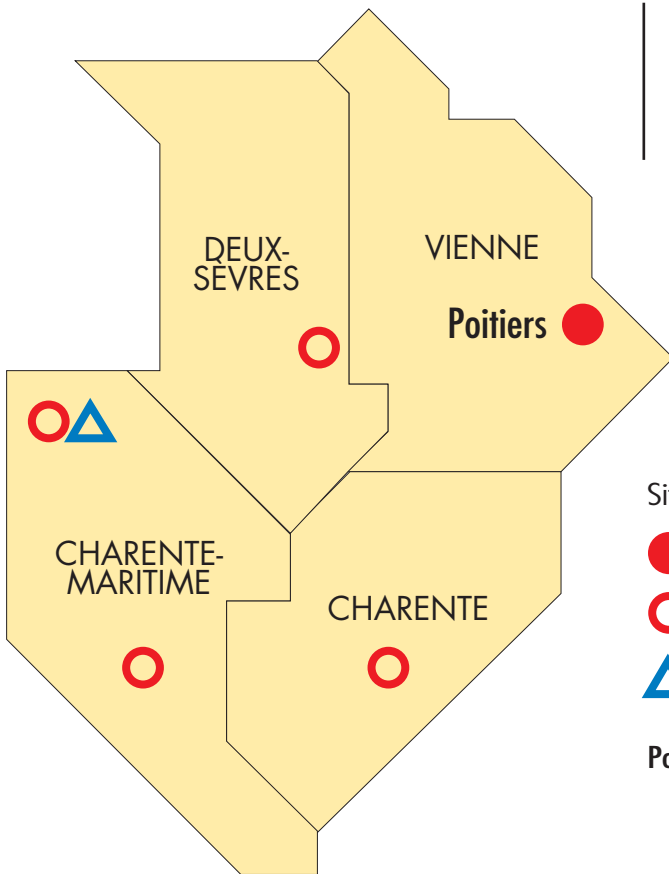 DEUX-
SÈVRES
VIENNE
Poitiers
CHARENTE-
MARITIME
CHARENTE